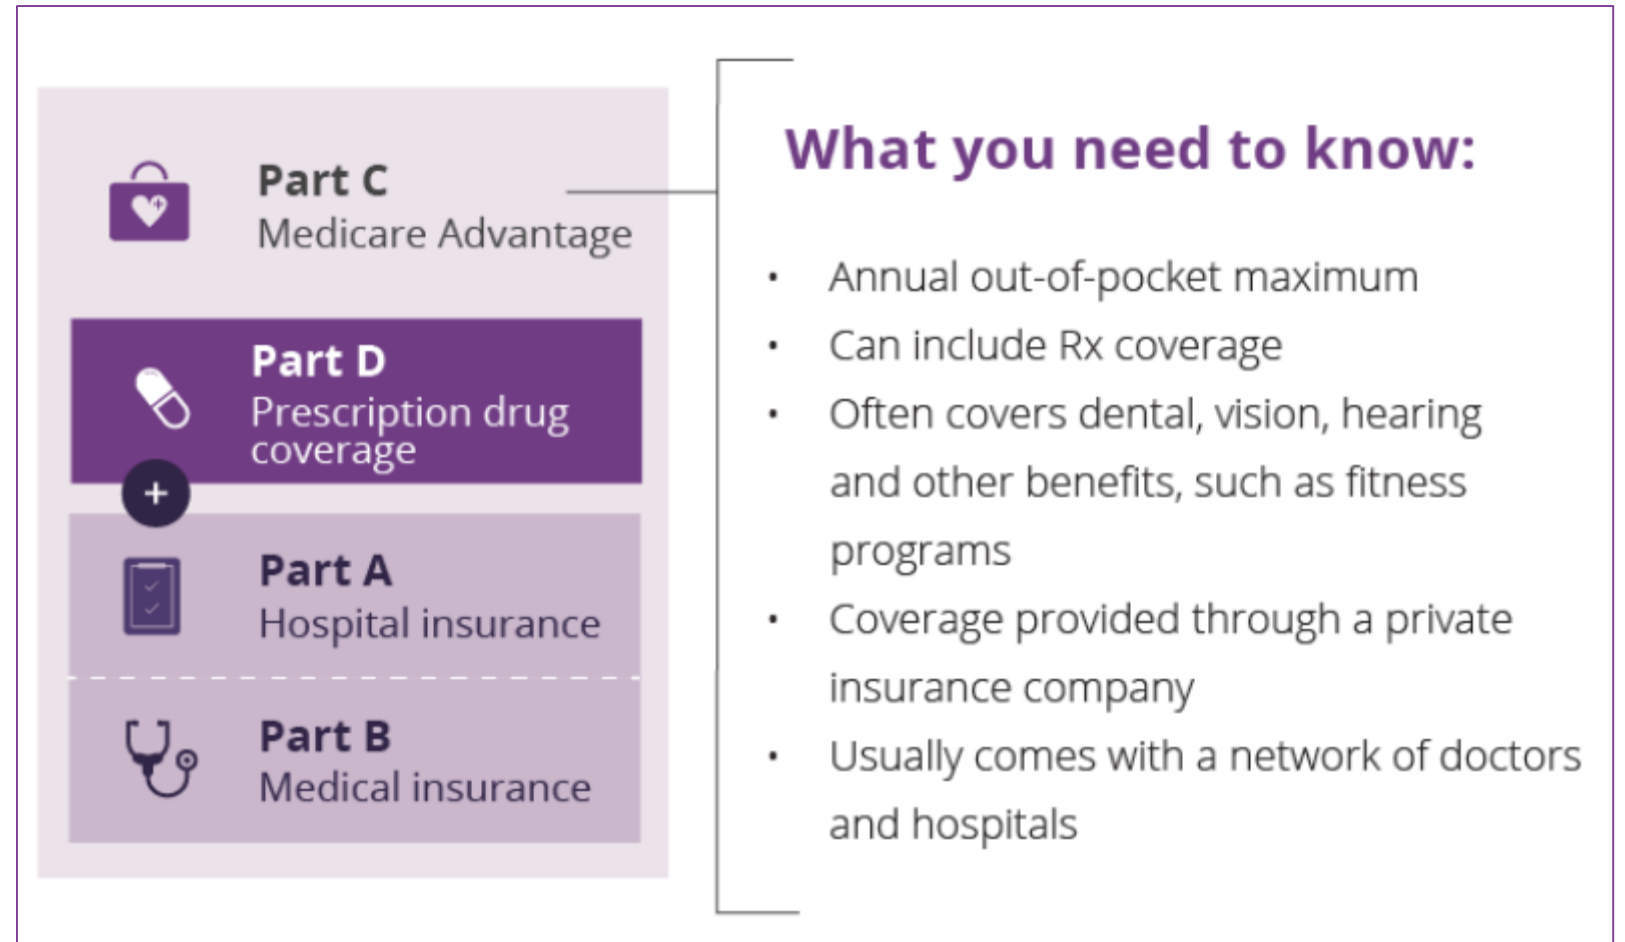 Part C
Medicare Advantage
Part D
Prescription drug
coverage
+
Part A
Hospital insurance
Part B
Medical insurance
What you need to know:
• Annual out-of-pocket maximum
• Can include Rx coverage
• Often covers dental, vision, hearing
and other benefits, such as fitness
programs
• Coverage provided through a private
insurance company
• Usually comes with a network of doctors
and hospitals